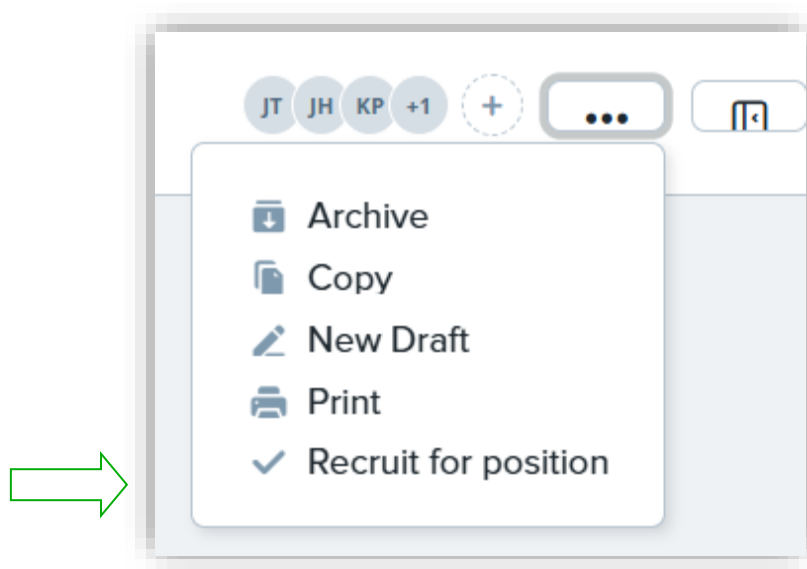 JT JH KP +1 + •••
Archive
Copy
New Draft
Print
Recruit for position